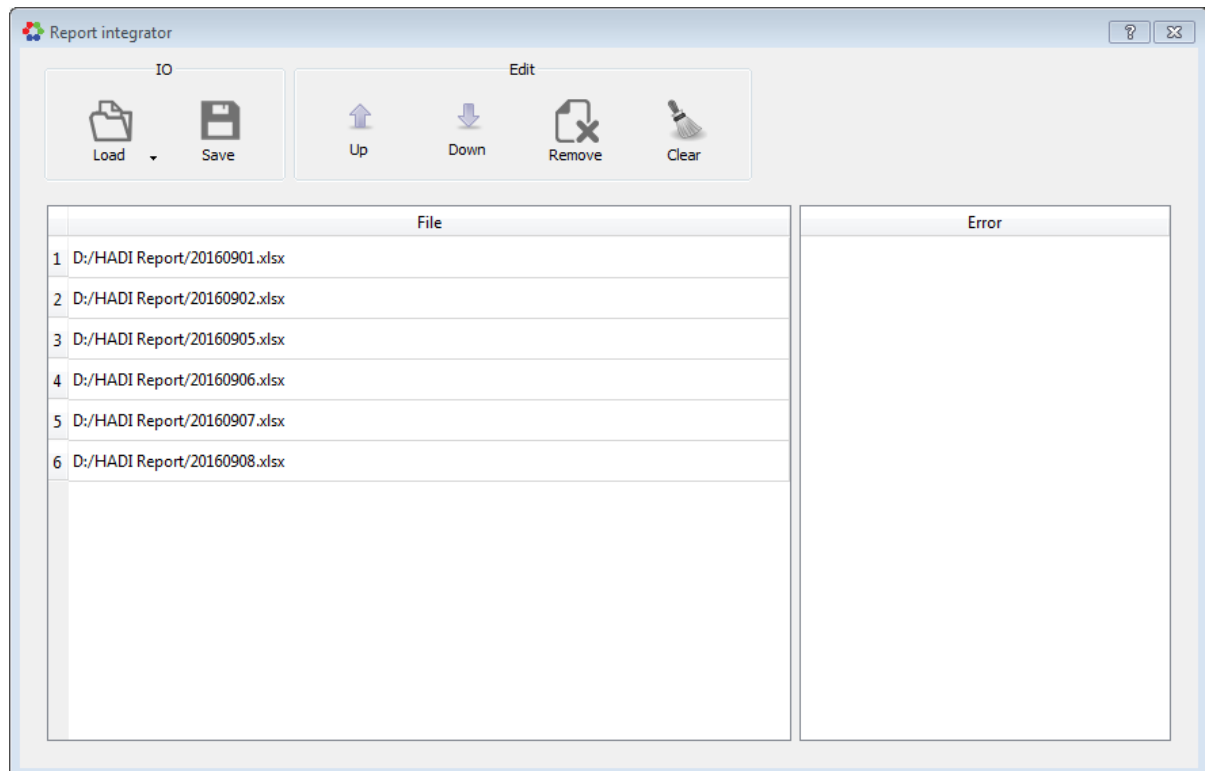 Report integrator
IO
Edit
Load
Save
Up
Down
Remove
Clear
File
Error
1 D:/HADI Report/20160901.xlsx
2 D:/HADI Report/20160902.xlsx
3 D:/HADI Report/20160905.xlsx
4 D:/HADI Report/20160906.xlsx
5 D:/HADI Report/20160907.xlsx
6 D:/HADI Report/20160908.xlsx